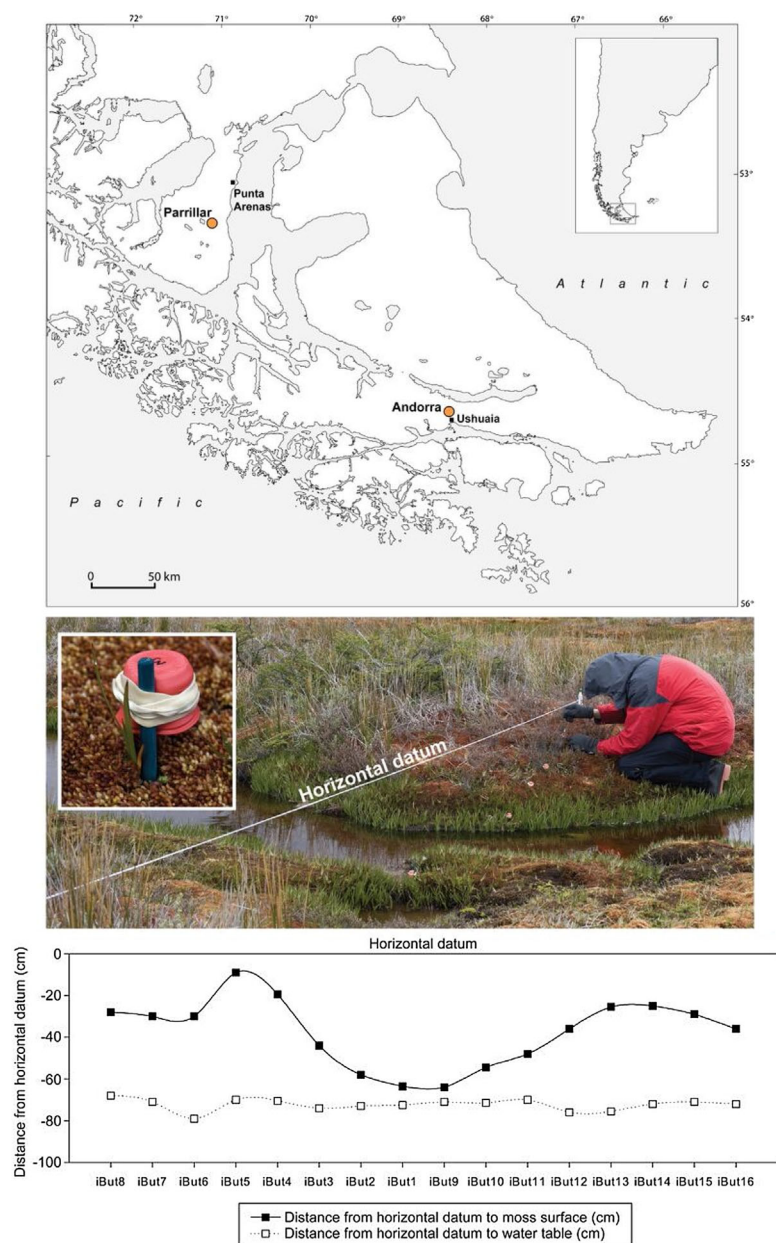 72° 71° 70° 69° 68° 67° 66°
53°
54°
55°
56°
Punta
Arenas
Parrillar
Atlantic
Andorra
Ushuaia
Pacific
0 50 km
Horizontal datum
Horizontal datum
Distance from horizontal datum (cm)
0
-20
-40
-60
-80
-100
iBut8 iBut7 iBut6 iBut5 iBut4 iBut3 iBut2 iBut1 iBut9 iBut10 iBut11 iBut12 iBut13 iBut14 iBut15 iBut16
Distance from horizontal datum to moss surface (cm)
Distance from horizontal datum to water table (cm)